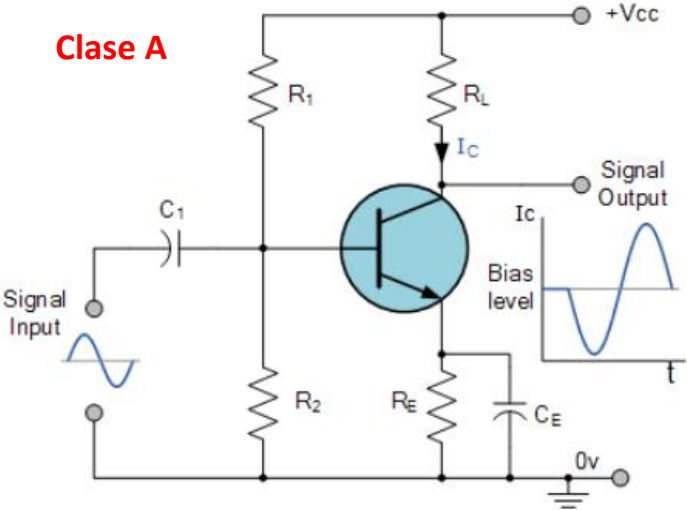 Clase A
+Vcc
R1
RL
IC
Signal
Output
C1
Ic
Bias
level
Signal
Input
R2
RE
CE
t
0v